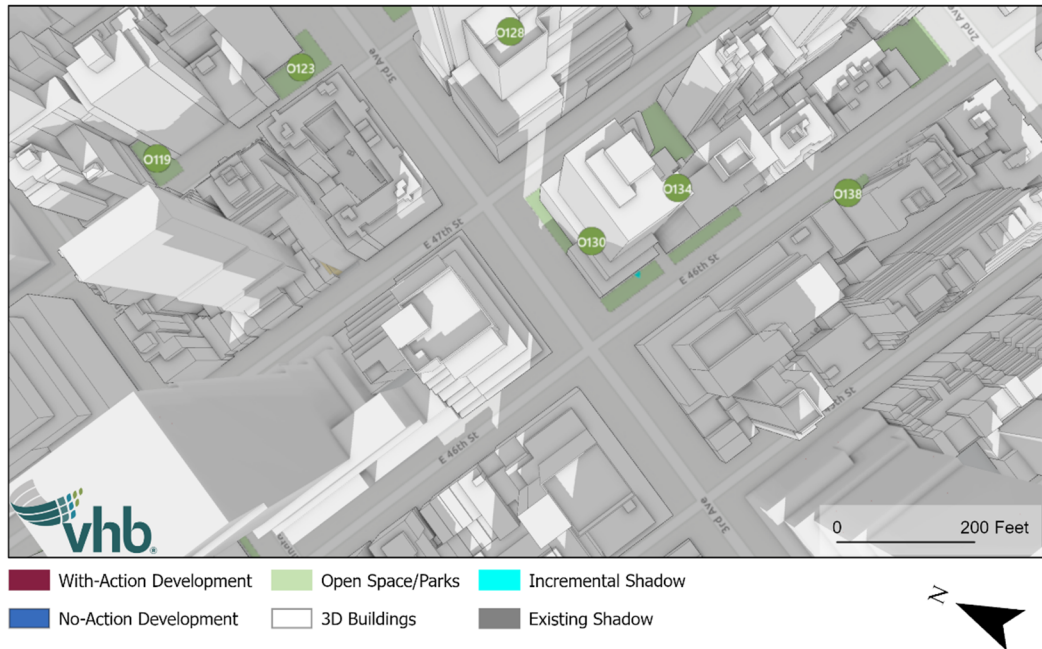 O128
2nd Ave
3rd Ave
O123
O119
O134
O138
E 47th St
O130
E 46th St
E 46th St
3rd Ave
vhb.
0 200 Feet
With-Action Development Open Space/Parks Incremental Shadow
No-Action Development 3D Buildings Existing Shadow
N